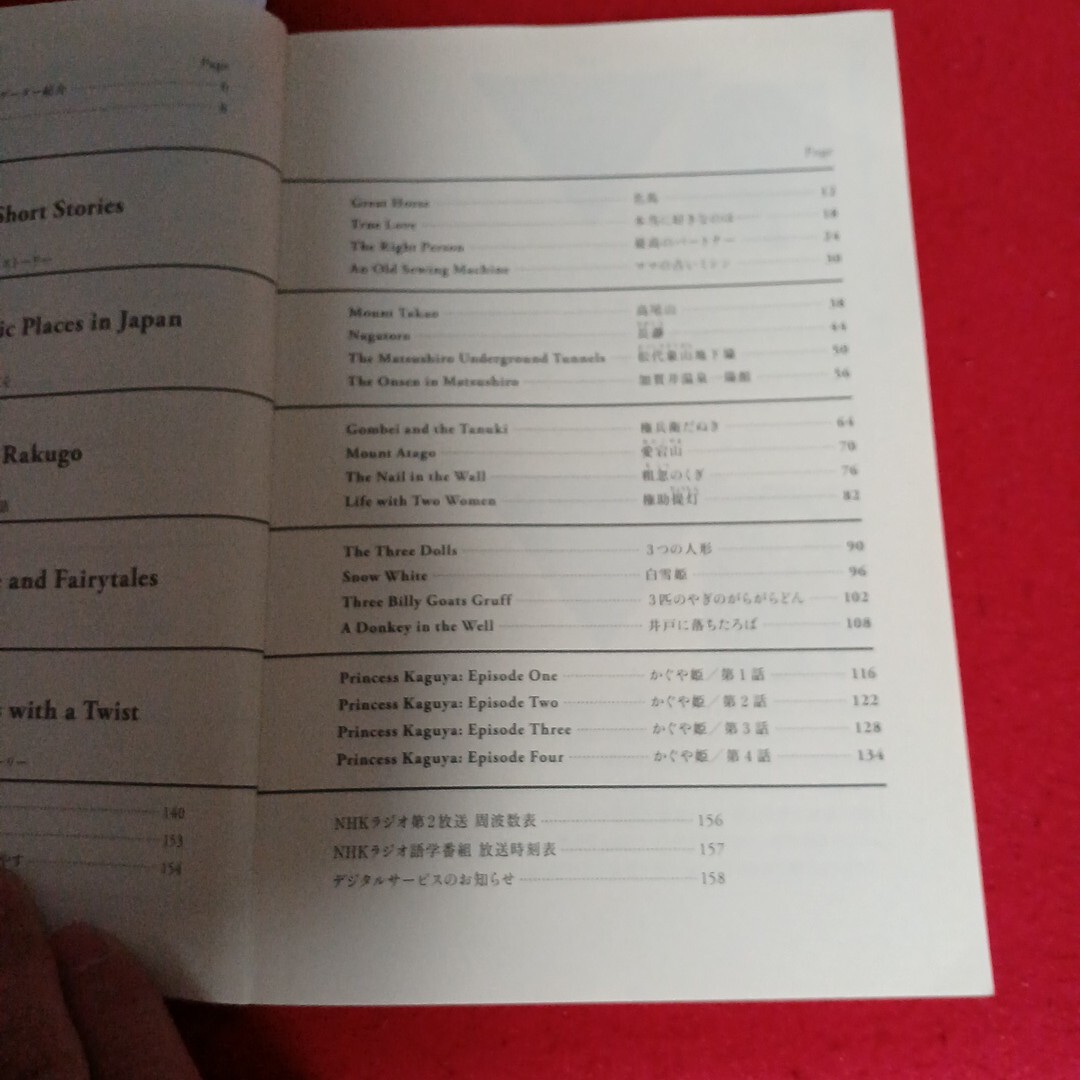 Page
6
8
Short Stories
ストーリー
ic Places in Japan
Rakugo
and Fairytales
with a Twist
140
153
154
Page
Great Horse 名馬 12
True Love 本当に好きなのは 18
The Right Person 最高のパートナー 24
An Old Sewing Machine ママの古いミシン 30
Mount Takao 高尾山 38
Nagatoro 長瀞 44
The Matsushiro Underground Tunnels 松代象山地下壕 50
The Onsen in Matsushiro 加賀井温泉一陽館 56
Gombei and the Tanuki 権兵衛だぬき 64
Mount Atago 愛宕山 70
The Nail in the Wall 粗忽のくぎ 76
Life with Two Women 権助提灯 82
The Three Dolls 3つの人形 90
Snow White 白雪姫 96
Three Billy Goats Gruff 3匹のやぎのがらがらどん 102
A Donkey in the Well 井戸に落ちたろば 108
Princess Kaguya: Episode One かぐや姫／第1話 116
Princess Kaguya: Episode Two かぐや姫／第2話 122
Princess Kaguya: Episode Three かぐや姫／第3話 128
Princess Kaguya: Episode Four かぐや姫／第4話 134
NHKラジオ第2放送 周波数表 156
NHKラジオ語学番組 放送時刻表 157
デジタルサービスのお知らせ 158